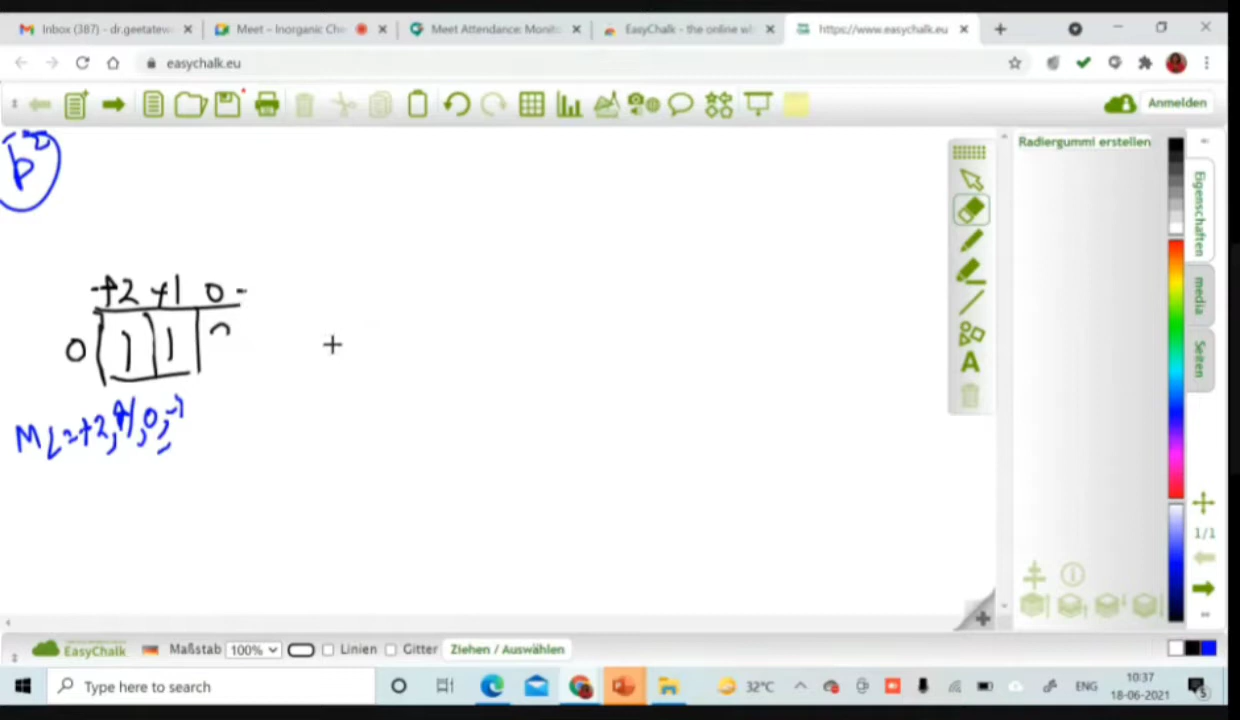 Inbox (387) - dr.geetatew
Meet – Inorganic Che
Meet Attendance: Monito
EasyChalk - the online w
https://www.easychalk.eu
easychalk.eu
Anmelden
p²
Radiergummi erstellen
Eigenschaften
media
Seiten
+2 +1 0 -
0 1 1
ML=+2,+1,0,-1
1/1
EasyChalk
Maßstab 100% Linien Gitter Ziehen / Auswählen
Type here to search
32°C
ENG
10:37
18-06-2021
5